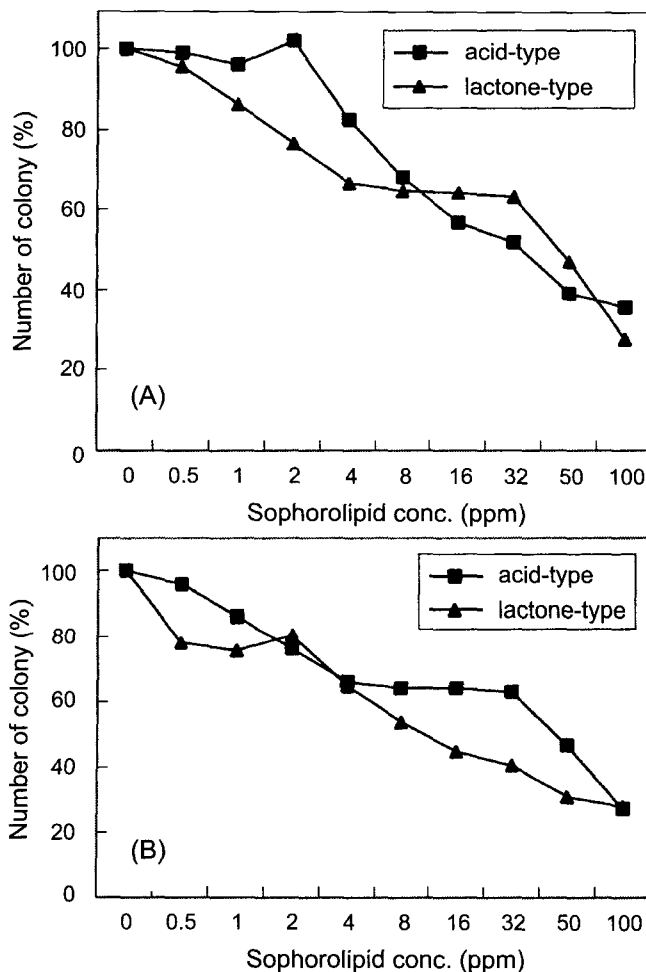 100
80
60
40
20
0
Number of colony (%)
acid-type
lactone-type
(A)
0 0.5 1 2 4 8 16 32 50 100
Sophorolipid conc. (ppm)
100
80
60
40
20
0
Number of colony (%)
acid-type
lactone-type
(B)
0 0.5 1 2 4 8 16 32 50 100
Sophorolipid conc. (ppm)